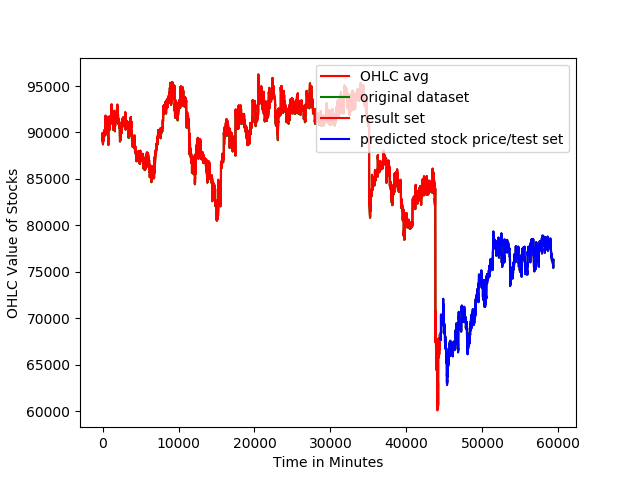 OHLC avg
original dataset
result set
predicted stock price/test set
95000
90000
85000
80000
75000
70000
65000
60000
OHLC Value of Stocks
0
10000
20000
30000
40000
50000
60000
Time in Minutes